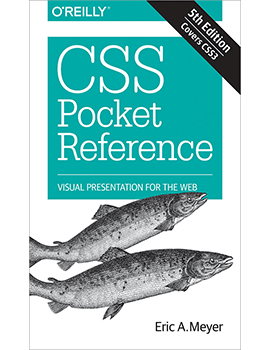 O'REILLY®
5th Edition
Covers CSS3
CSS
Pocket
Reference
VISUAL PRESENTATION FOR THE WEB
Eric A. Meyer